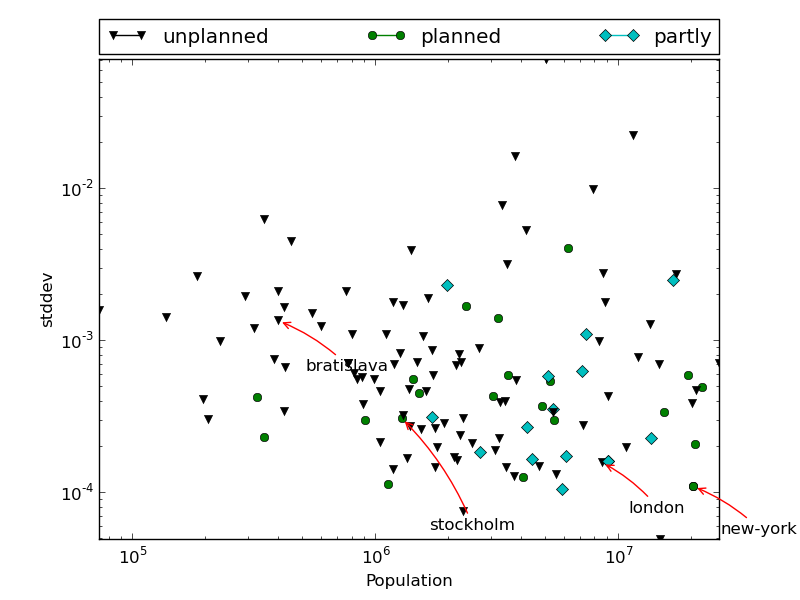 unplanned planned partly
10^-2
stddev
10^-3
bratislava
10^-4
london
stockholm
new-york
10^5 10^6 10^7
Population